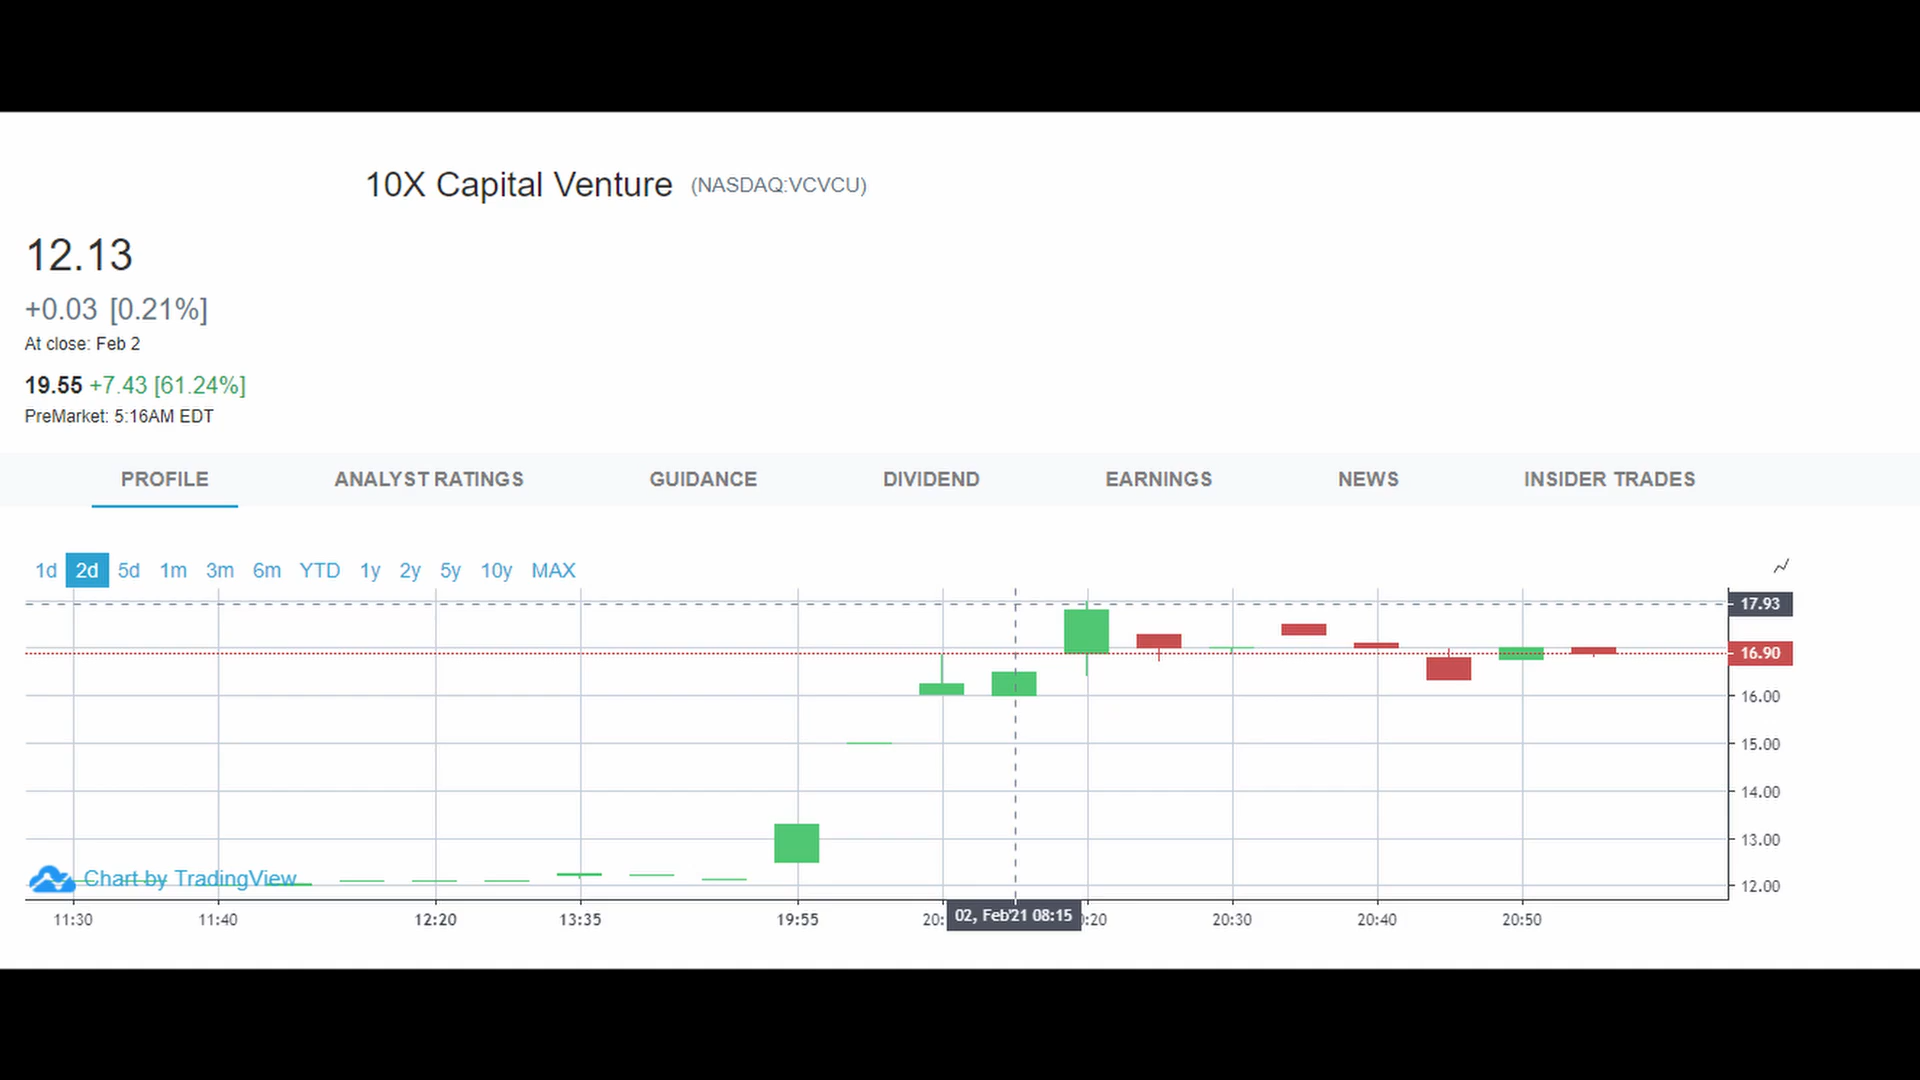 10X Capital Venture (NASDAQ:VCVCU)
12.13
+0.03 [0.21%]
At close: Feb 2
19.55 +7.43 [61.24%]
PreMarket: 5:16AM EDT
PROFILE ANALYST RATINGS GUIDANCE DIVIDEND EARNINGS NEWS INSIDER TRADES
1d 2d 5d 1m 3m 6m YTD 1y 2y 5y 10y MAX
17.93
16.90
16.00
15.00
14.00
13.00
Chart by TradingView
12.00
11:30 11:40 12:20 13:35 19:55 20: 02, Feb'21 08:15 :20 20:30 20:40 20:50